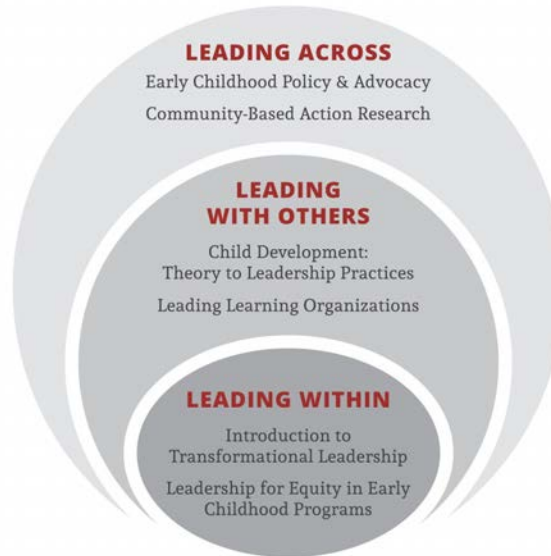 LEADING ACROSS
Early Childhood Policy & Advocacy
Community-Based Action Research
LEADING
WITH OTHERS
Child Development:
Theory to Leadership Practices
Leading Learning Organizations
LEADING WITHIN
Introduction to
Transformational Leadership
Leadership for Equity in Early
Childhood Programs